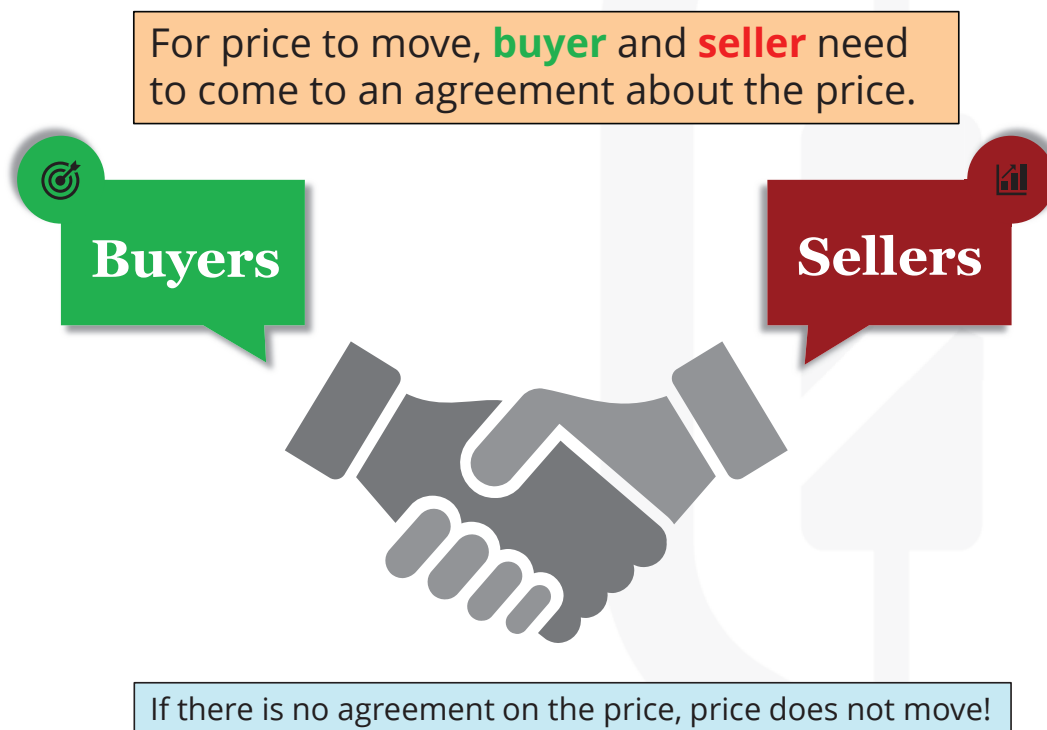 For price to move, buyer and seller need
to come to an agreement about the price.
Buyers
Sellers
If there is no agreement on the price, price does not move!